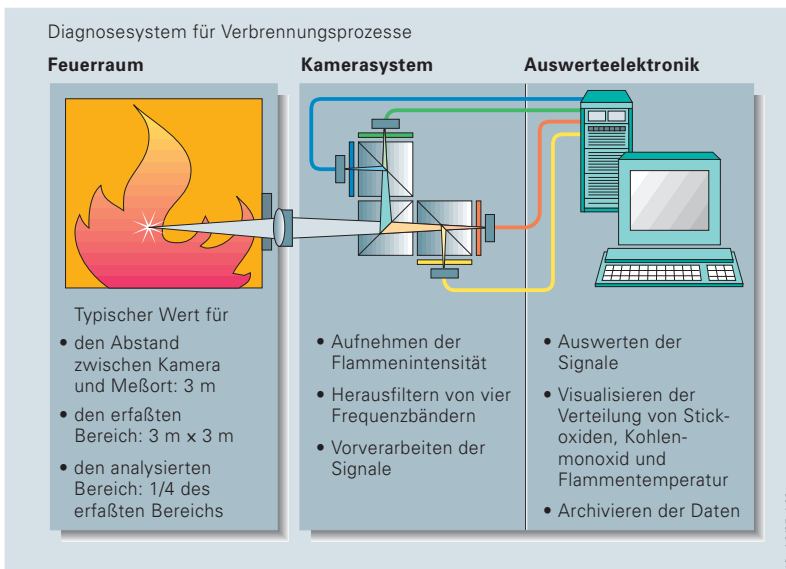 Diagnosesystem für Verbrennungsprozesse
Feuerraum
Kamerasystem
Auswerteelektronik
Typischer Wert für
• den Abstand
zwischen Kamera
und Meßort: 3 m
• den erfaßten
Bereich: 3 m x 3 m
• den analysierten
Bereich: 1/4 des
erfaßten Bereichs
• Aufnehmen der
Flammenintensität
• Herausfiltern von vier
Frequenzbändern
• Vorverarbeiten der
Signale
• Auswerten der
Signale
• Visualisieren der
Verteilung von Stick-
oxiden, Kohlen-
monoxid und
Flammentemperatur
• Archivieren der Daten